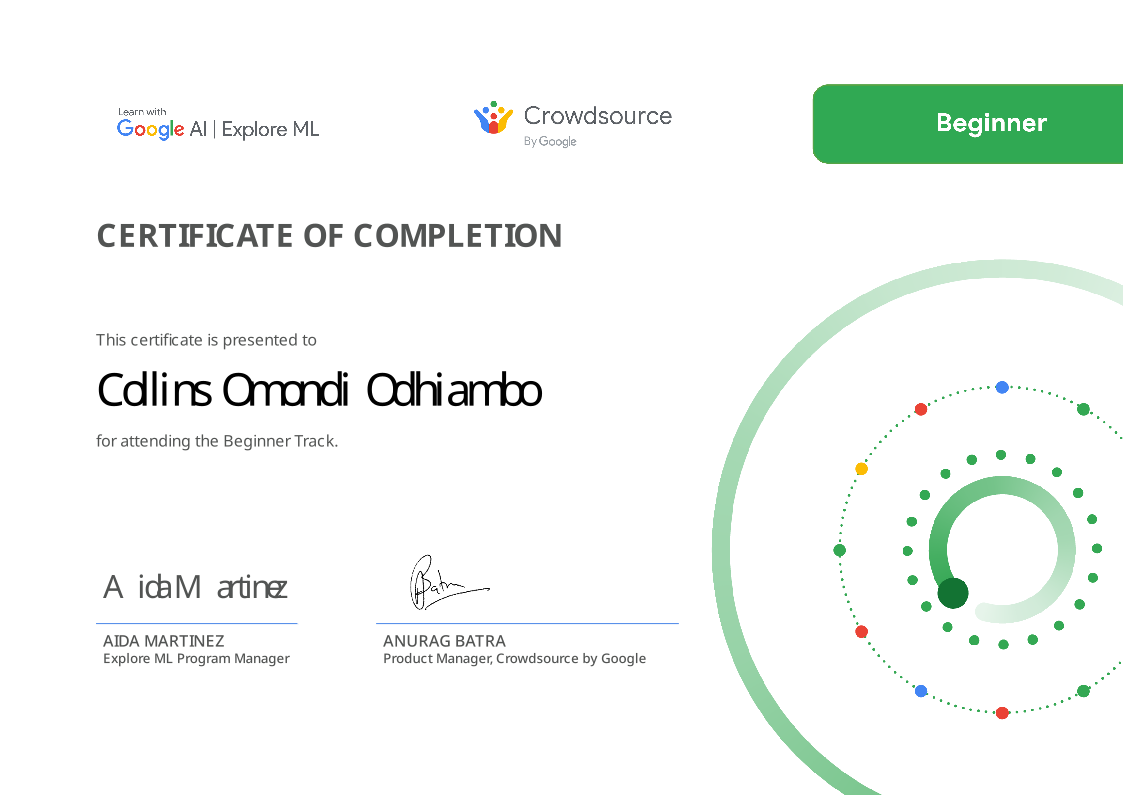 Learn with
Google AI | Explore ML
Crowdsource
By Google
Beginner
CERTIFICATE OF COMPLETION
This certificate is presented to
Collins Omondi Odhiambo
for attending the Beginner Track.
Aida Martinez
Batra
AIDA MARTINEZ
Explore ML Program Manager
ANURAG BATRA
Product Manager, Crowdsource by Google